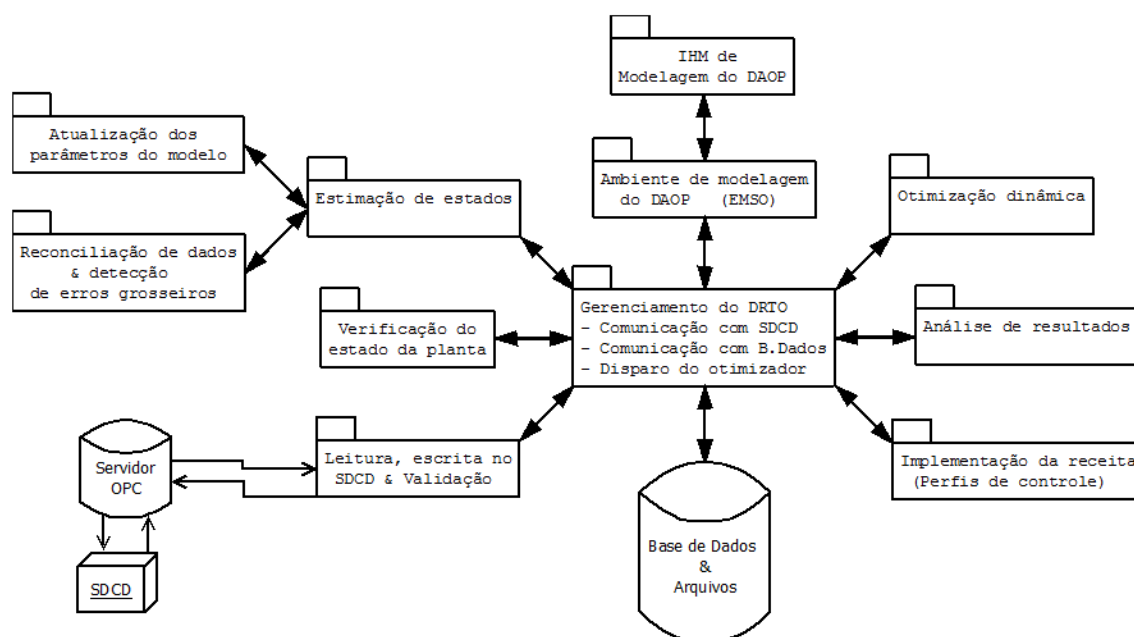 IHM de
Modelagem do DAOP
Atualização dos
parâmetros do modelo
Estimação de estados
Ambiente de modelagem
do DAOP (EMSO)
Otimização dinâmica
Reconciliação de dados
& detecção
de erros grosseiros
Verificação do
estado da planta
Gerenciamento do DRTO
- Comunicação com SDCD
- Comunicação com B.Dados
- Disparo do otimizador
Análise de resultados
Servidor
OPC
Leitura, escrita no
SDCD & Validação
Implementação da receita
(Perfis de controle)
SDCD
Base de Dados
&
Arquivos